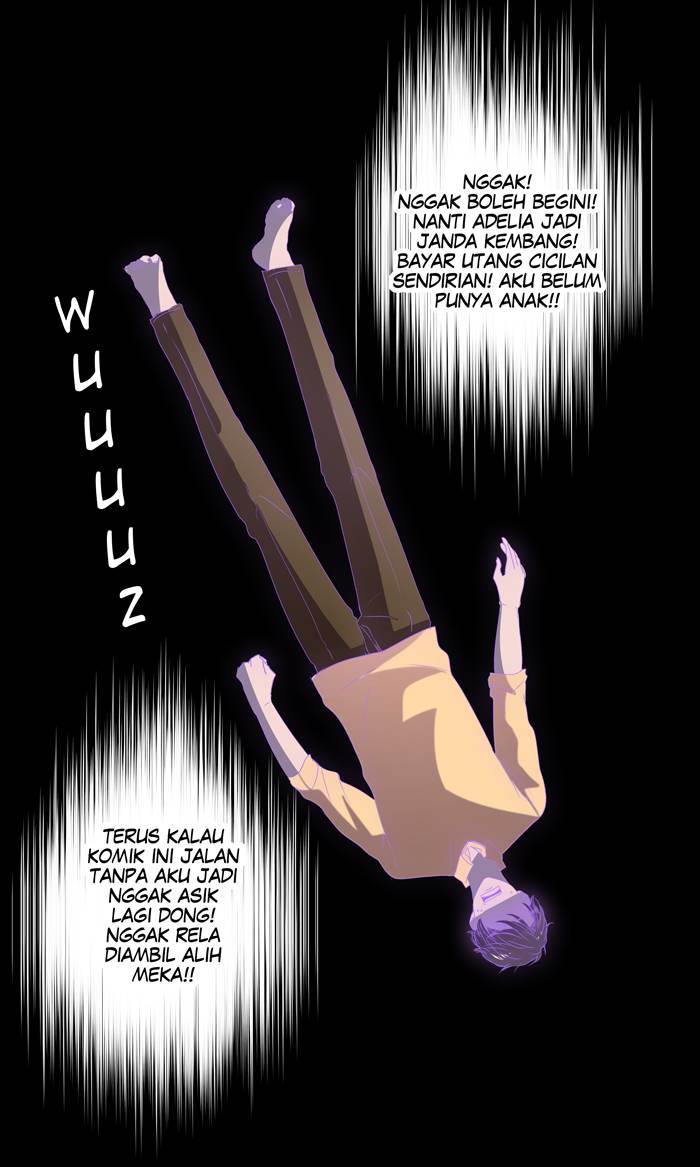 NGGAK!
NGGAK BOLEH BEGINI!
NANTI ADELIA JADI
JANDA KEMBANG!
BAYAR UTANG CICILAN
SENDIRIAN! AKU BELUM
PUNYA ANAK!!
WUUUUUZ
TERUS KALAU
KOMIK INI JALAN
TANPA AKU JADI
NGGAK ASIK
LAGI DONG!
NGGAK RELA
DIAMBIL ALIH
MEKA!!